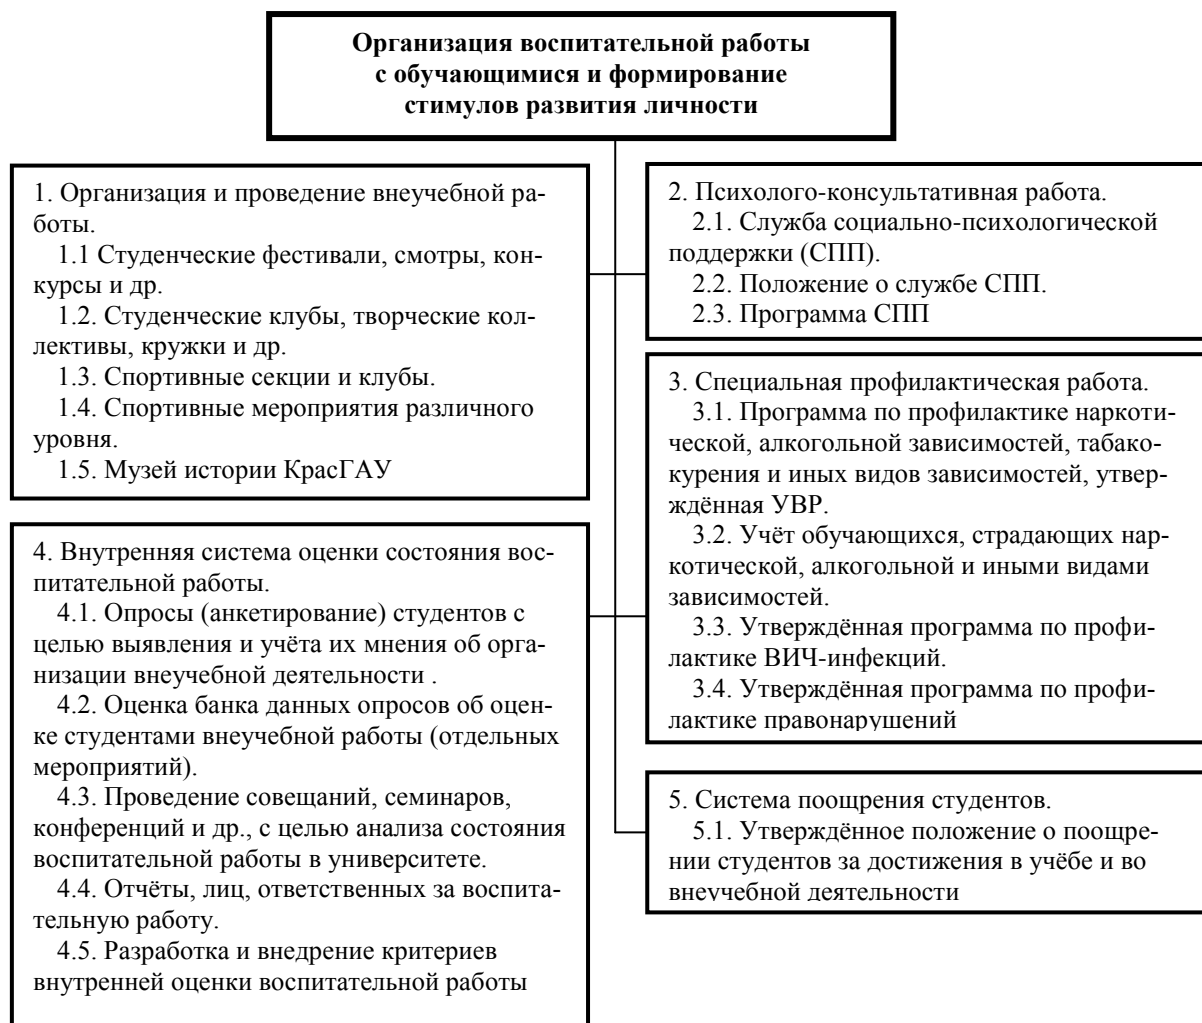 Организация воспитательной работы
с обучающимися и формирование
стимулов развития личности
1. Организация и проведение внеучебной ра-
боты.
1.1 Студенческие фестивали, смотры, кон-
курсы и др.
1.2. Студенческие клубы, творческие кол-
лективы, кружки и др.
1.3. Спортивные секции и клубы.
1.4. Спортивные мероприятия различного
уровня.
1.5. Музей истории КрасГАУ
2. Психолого-консультативная работа.
2.1. Служба социально-психологической
поддержки (СПП).
2.2. Положение о службе СПП.
2.3. Программа СПП
3. Специальная профилактическая работа.
3.1. Программа по профилактике наркоти-
ческой, алкогольной зависимостей, табако-
курения и иных видов зависимостей, утвер-
ждённая УВР.
3.2. Учёт обучающихся, страдающих нар-
котической, алкогольной и иными видами
зависимостей.
3.3. Утверждённая программа по профи-
лактике ВИЧ-инфекций.
3.4. Утверждённая программа по профи-
лактике правонарушений
4. Внутренняя система оценки состояния вос-
питательной работы.
4.1. Опросы (анкетирование) студентов с
целью выявления и учёта их мнения об орга-
низации внеучебной деятельности .
4.2. Оценка банка данных опросов об оцен-
ке студентами внеучебной работы (отдельных
мероприятий).
4.3. Проведение совещаний, семинаров,
конференций и др., с целью анализа состояния
воспитательной работы в университете.
4.4. Отчёты, лиц, ответственных за воспита-
тельную работу.
4.5. Разработка и внедрение критериев
внутренней оценки воспитательной работы
5. Система поощрения студентов.
5.1. Утверждённое положение о поощре-
нии студентов за достижения в учёбе и во
внеучебной деятельности